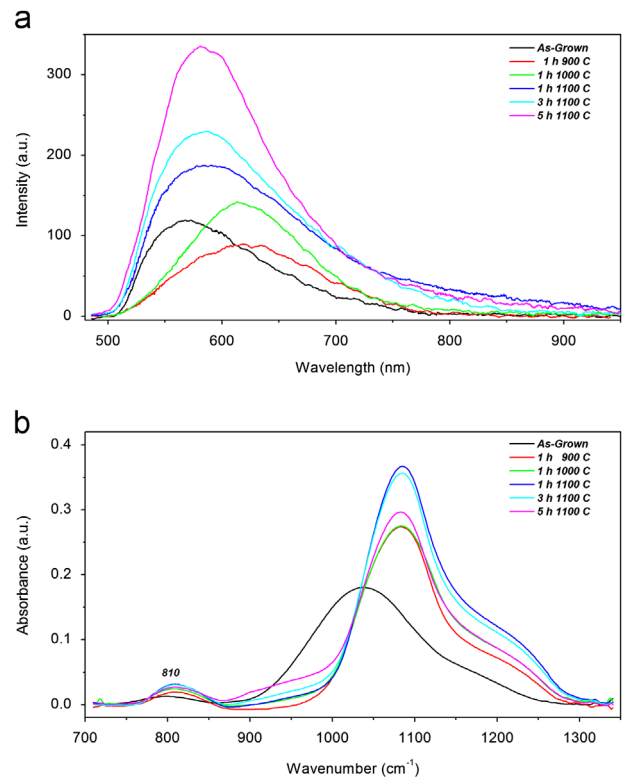 a
As-Grown
1 h 900 C
1 h 1000 C
1 h 1100 C
3 h 1100 C
5 h 1100 C
300
200
100
0
Intensity (a.u.)
500 600 700 800 900
Wavelength (nm)
b
As-Grown
1 h 900 C
1 h 1000 C
1 h 1100 C
3 h 1100 C
5 h 1100 C
0.4
0.3
0.2
0.1
0.0
Absorbance (a.u.)
810
700 800 900 1000 1100 1200 1300
Wavenumber (cm⁻¹)